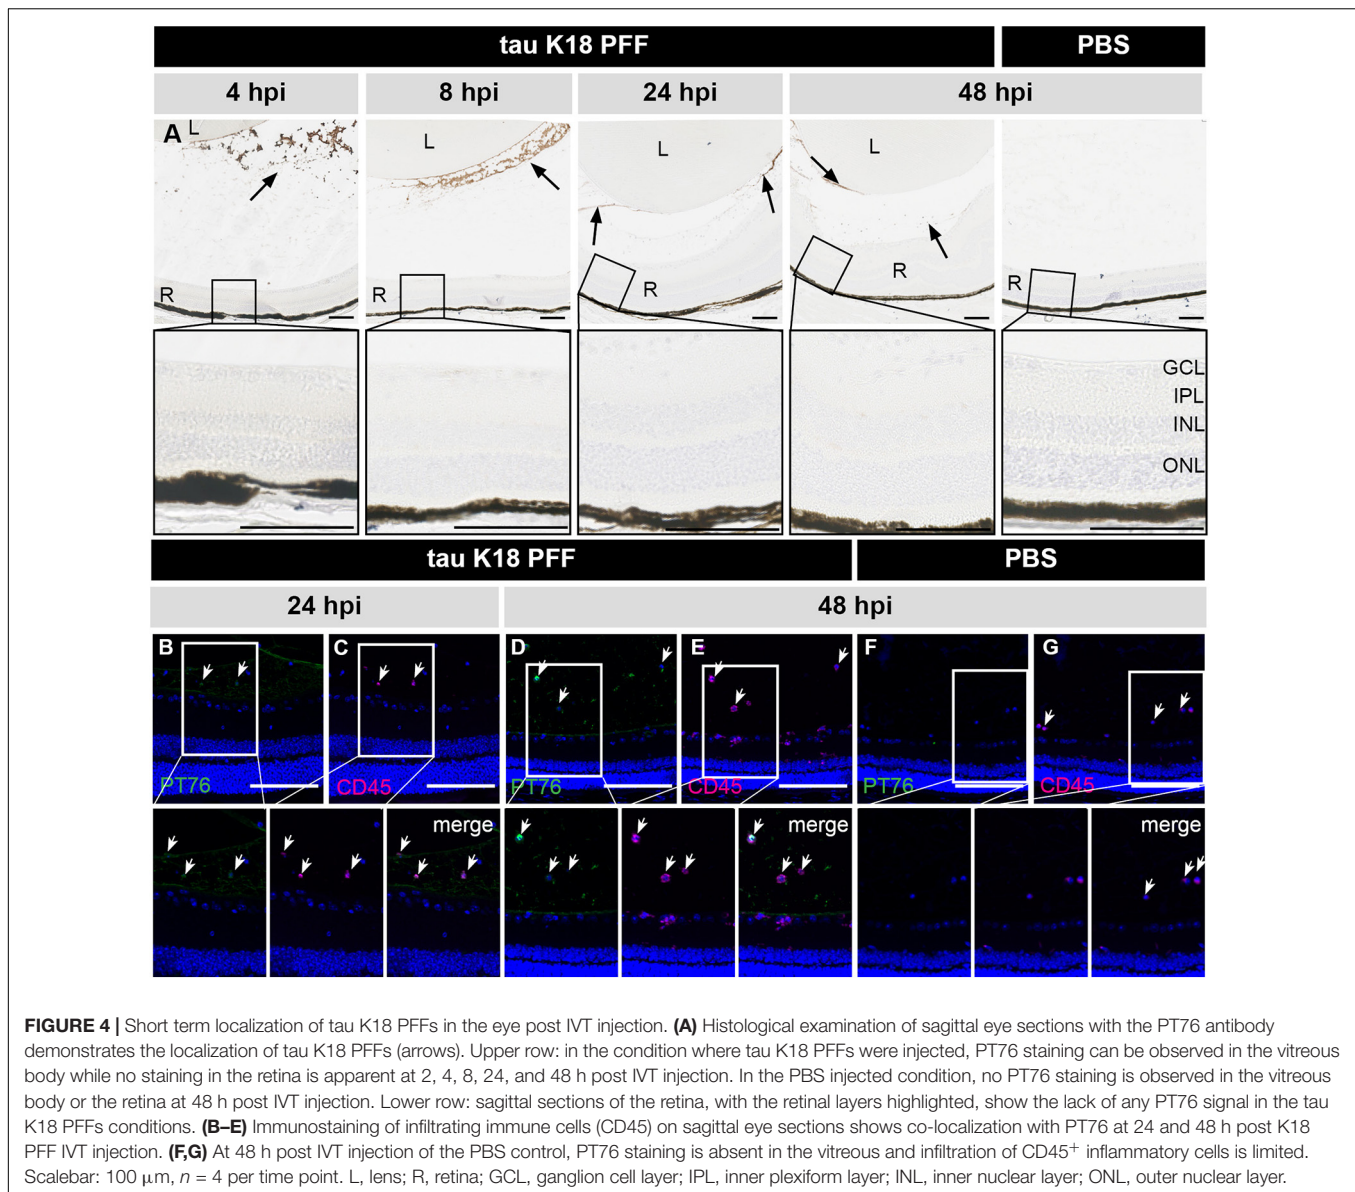 tau K18 PFF PBS
4 hpi 8 hpi 24 hpi 48 hpi
A L L L L
R R R R R
GCL
IPL
INL
ONL
tau K18 PFF PBS
24 hpi 48 hpi
B C D E F G
PT76 CD45 PT76 CD45 PT76 CD45
merge merge merge
FIGURE 4 | Short term localization of tau K18 PFFs in the eye post IVT injection. (A) Histological examination of sagittal eye sections with the PT76 antibody
demonstrates the localization of tau K18 PFFs (arrows). Upper row: in the condition where tau K18 PFFs were injected, PT76 staining can be observed in the vitreous
body while no staining in the retina is apparent at 2, 4, 8, 24, and 48 h post IVT injection. In the PBS injected condition, no PT76 staining is observed in the vitreous
body or the retina at 48 h post IVT injection. Lower row: sagittal sections of the retina, with the retinal layers highlighted, show the lack of any PT76 signal in the tau
K18 PFFs conditions. (B–E) Immunostaining of infiltrating immune cells (CD45) on sagittal eye sections shows co-localization with PT76 at 24 and 48 h post K18
PFF IVT injection. (F,G) At 48 h post IVT injection of the PBS control, PT76 staining is absent in the vitreous and infiltration of CD45+ inflammatory cells is limited.
Scalebar: 100 μm, n = 4 per time point. L, lens; R, retina; GCL, ganglion cell layer; IPL, inner plexiform layer; INL, inner nuclear layer; ONL, outer nuclear layer.